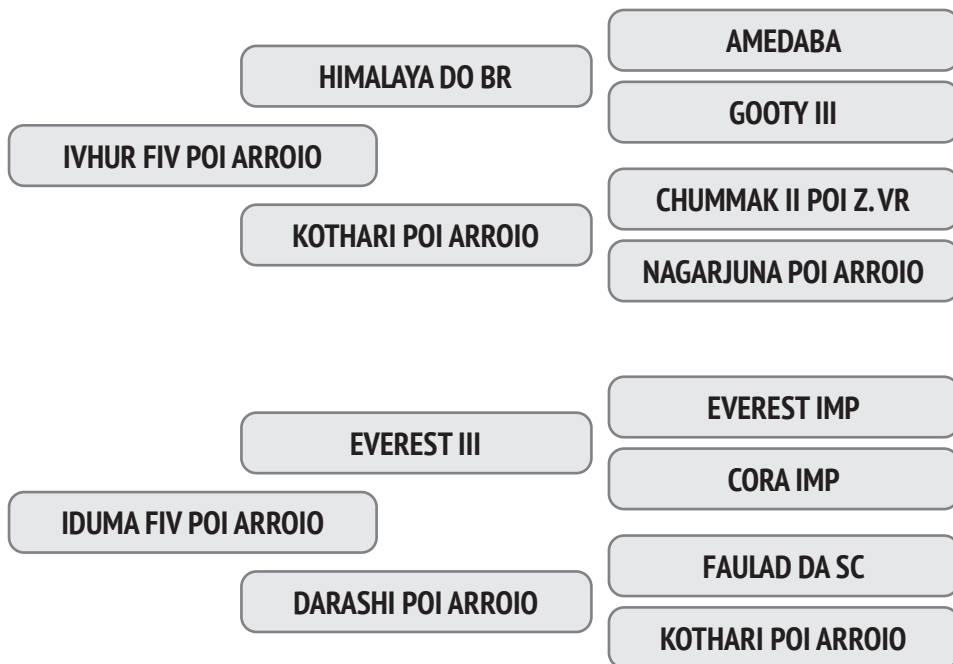 AMEDABA
HIMALAYA DO BR
GOOTY III
IVHUR FIV POI ARROIO
CHUMMAK II POI Z. VR
KOTHARI POI ARROIO
NAGARJUNA POI ARROIO
EVEREST IMP
EVEREST III
CORA IMP
IDUMA FIV POI ARROIO
FAULAD DA SC
DARASHI POI ARROIO
KOTHARI POI ARROIO